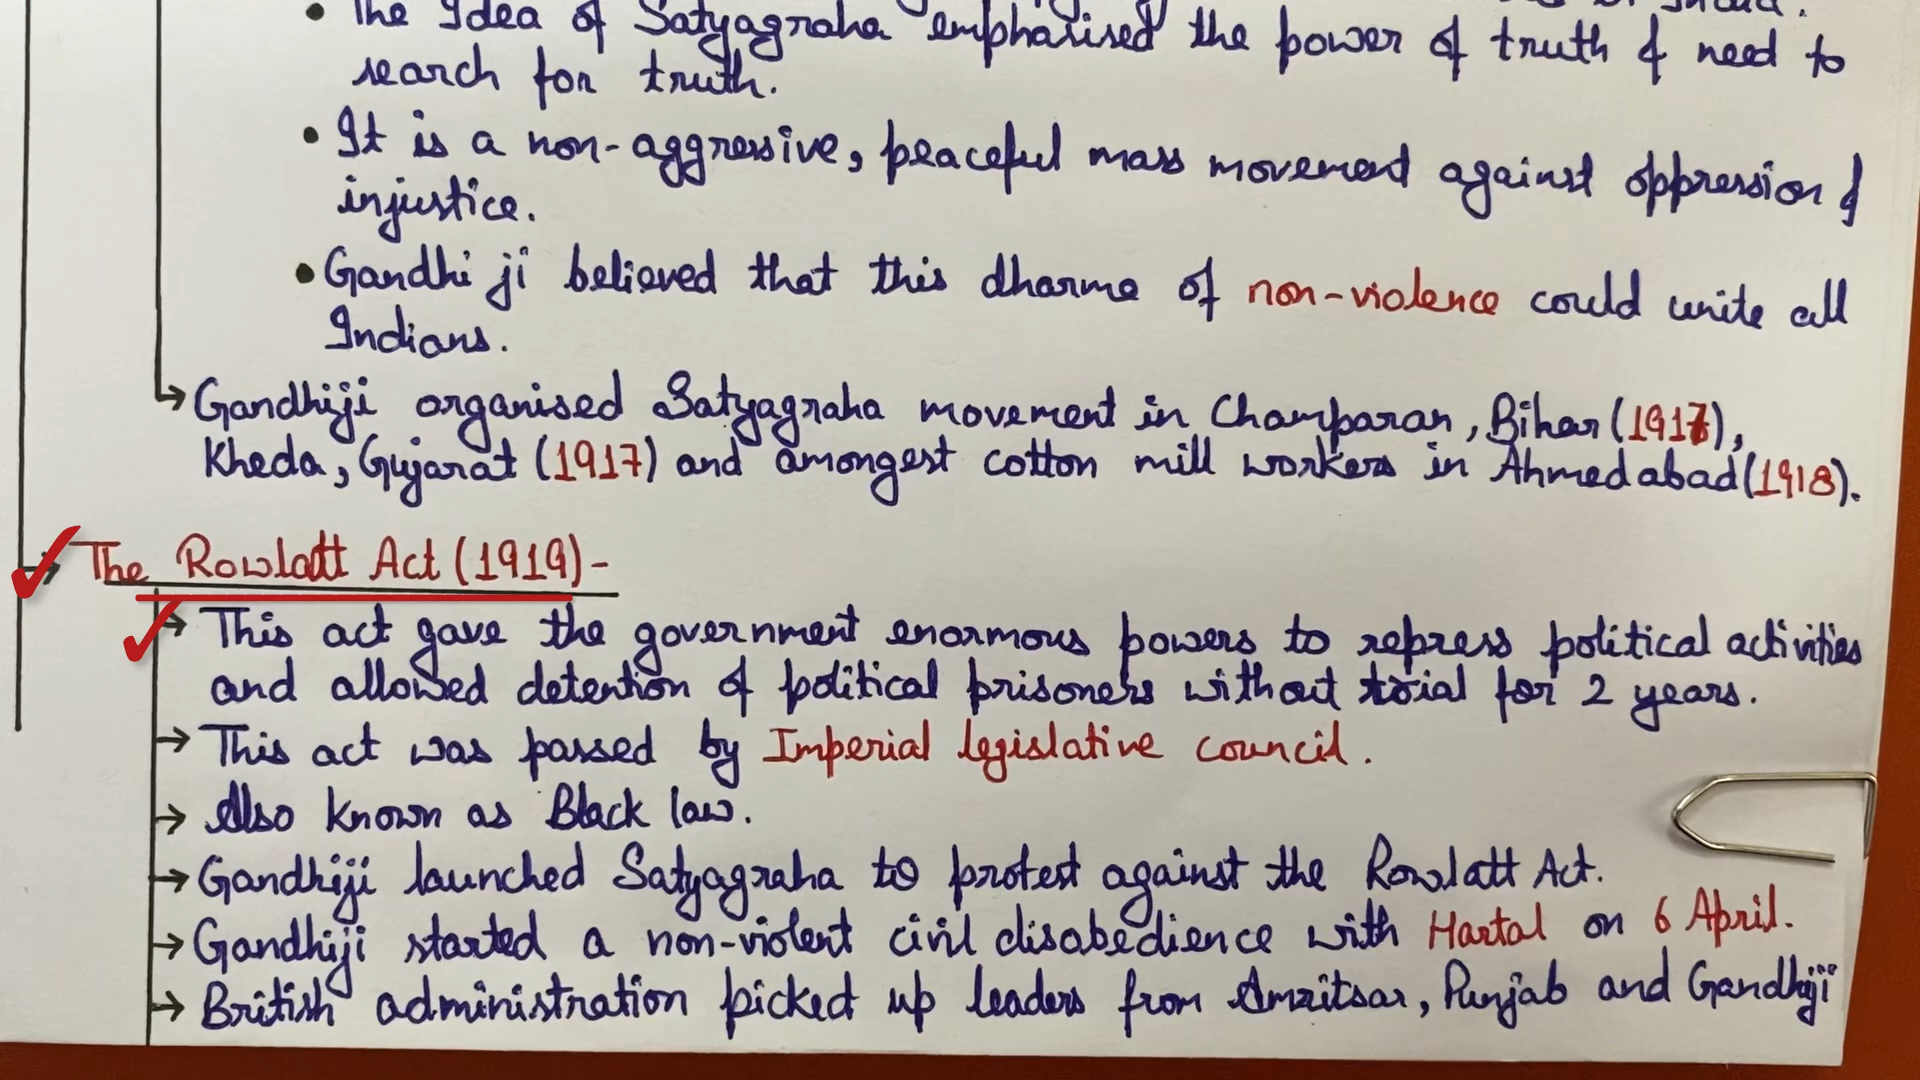 The Idea of Satyagraha emphasised the power of truth & need to
search for truth.
It is a non-aggressive, peaceful mass movement against oppression &
injustice.
Gandhi ji believed that this dharma of non-violence could unite all
Indians.
Gandhiji organised Satyagraha movement in Champaran, Bihar (1917),
Kheda, Gujarat (1917) and amongest cotton mill workers in Ahmedabad (1918).
The Rowlatt Act (1919) -
This act gave the government enormous powers to repress political activities
and allowed detention of political prisoners without trial for 2 years.
This act was passed by Imperial legislative council.
Also known as Black law.
Gandhiji launched Satyagraha to protest against the Rowlatt Act.
Gandhiji started a non-violent civil disobedience with Hartal on 6 April.
British administration picked up leaders from Amritsar, Punjab and Gandhiji